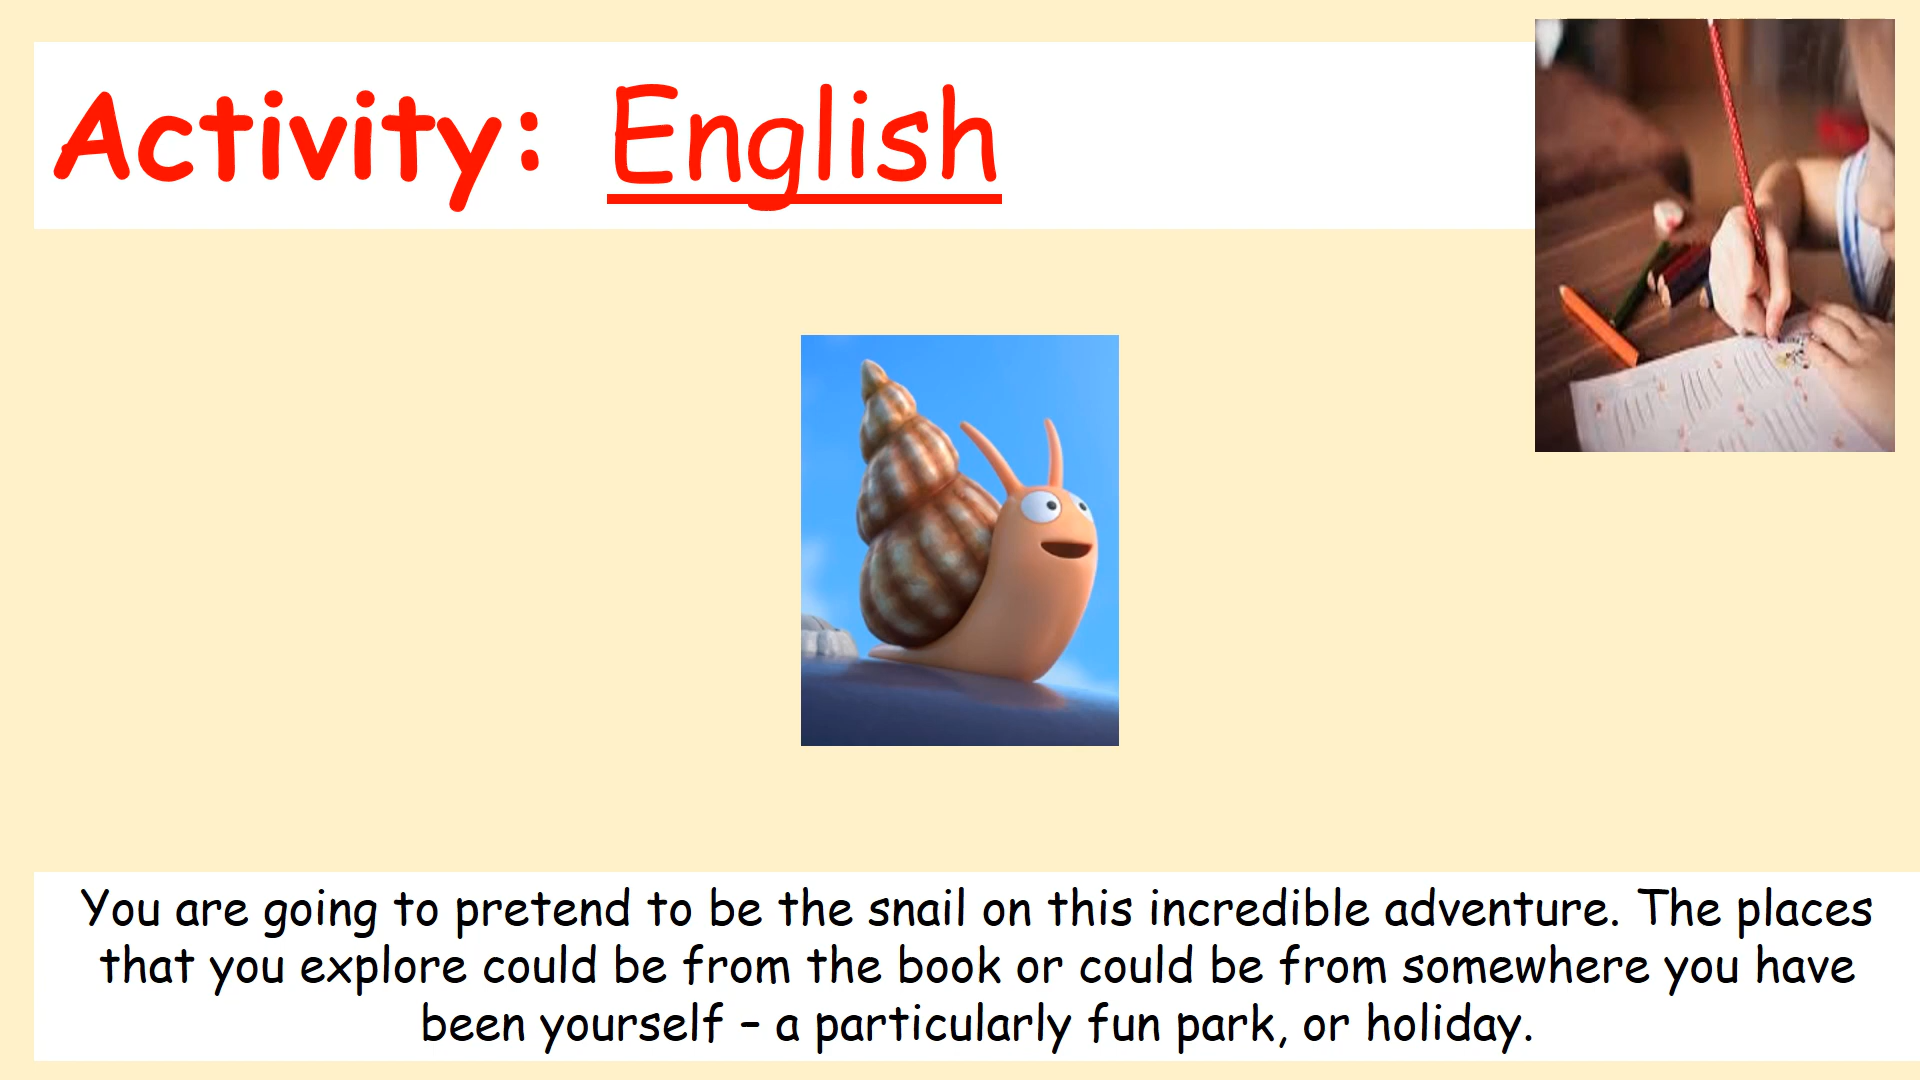 Activity: English
You are going to pretend to be the snail on this incredible adventure. The places
that you explore could be from the book or could be from somewhere you have
been yourself – a particularly fun park, or holiday.